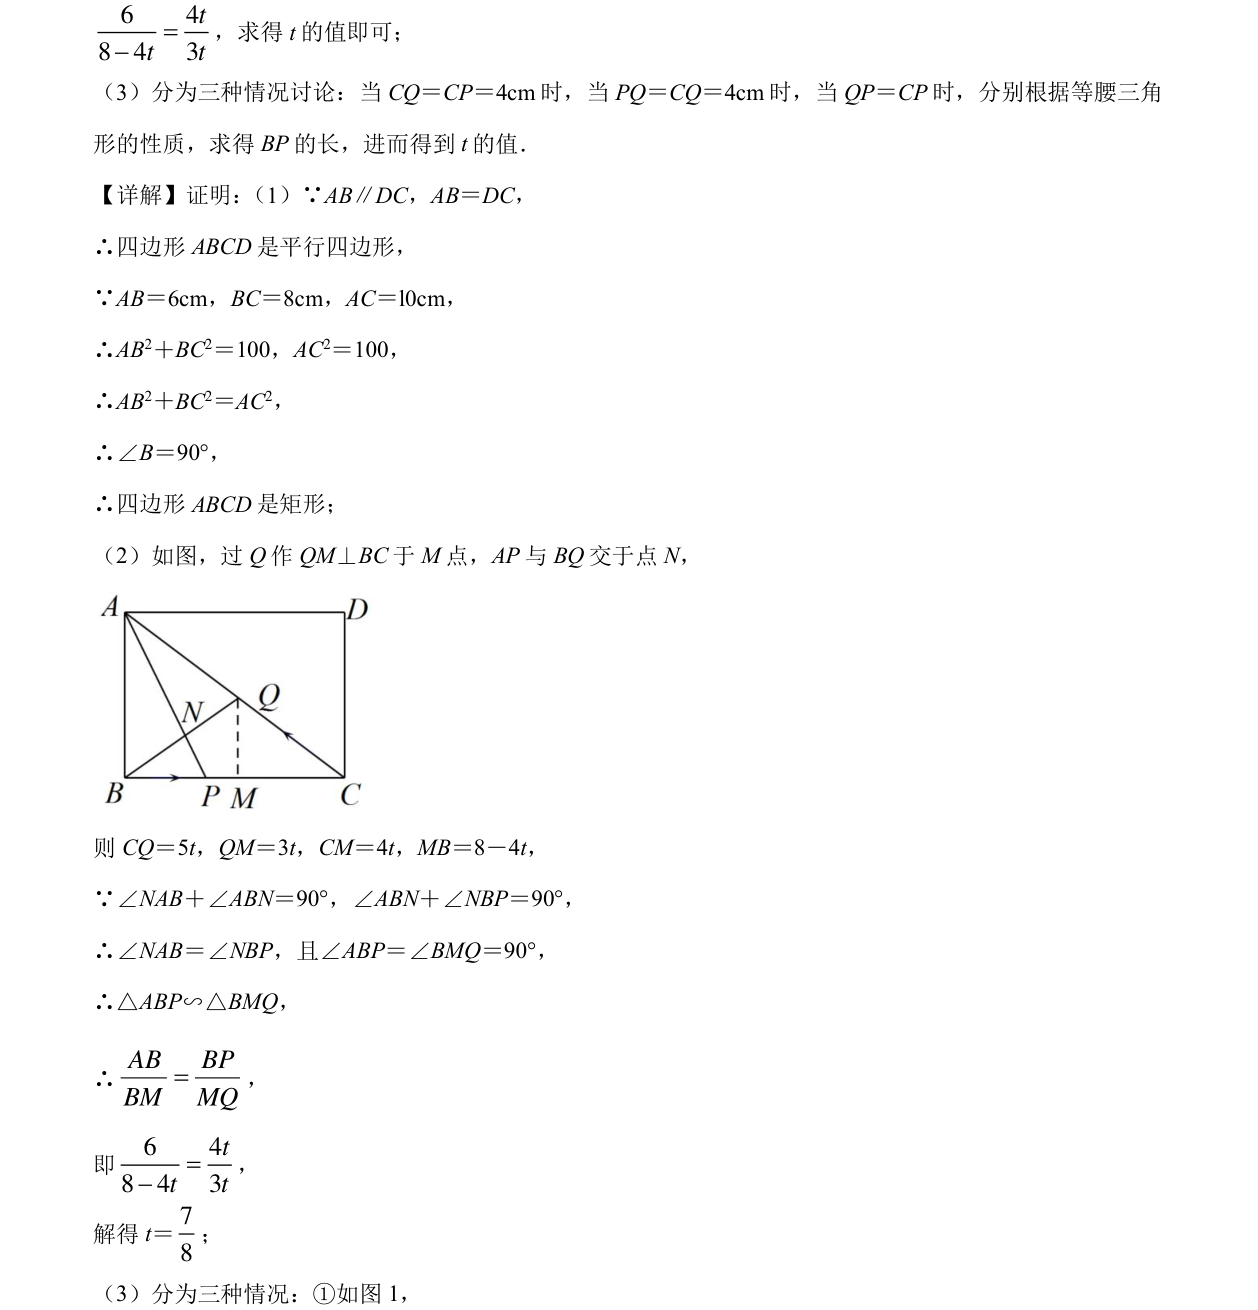 6/(8−4t)=4t/3t，求得 t 的值即可；
（3）分为三种情况讨论：当 CQ＝CP＝4cm 时，当 PQ＝CQ＝4cm 时，当 QP＝CP 时，分别根据等腰三角
形的性质，求得 BP 的长，进而得到 t 的值．
【详解】证明：（1）∵AB∥DC，AB＝DC，
∴四边形 ABCD 是平行四边形，
∵AB＝6cm，BC＝8cm，AC＝l0cm，
∴AB²＋BC²＝100，AC²＝100，
∴AB²＋BC²＝AC²，
∴∠B＝90°，
∴四边形 ABCD 是矩形；
（2）如图，过 Q 作 QM⊥BC 于 M 点，AP 与 BQ 交于点 N，
A D
Q
N
B P M C
则 CQ＝5t，QM＝3t，CM＝4t，MB＝8－4t，
∵∠NAB＋∠ABN＝90°，∠ABN＋∠NBP＝90°，
∴∠NAB＝∠NBP，且∠ABP＝∠BMQ＝90°，
∴△ABP∽△BMQ，
∴AB/BM=BP/MQ，
即 6/(8−4t)=4t/3t，
解得 t＝7/8；
（3）分为三种情况：①如图 1，